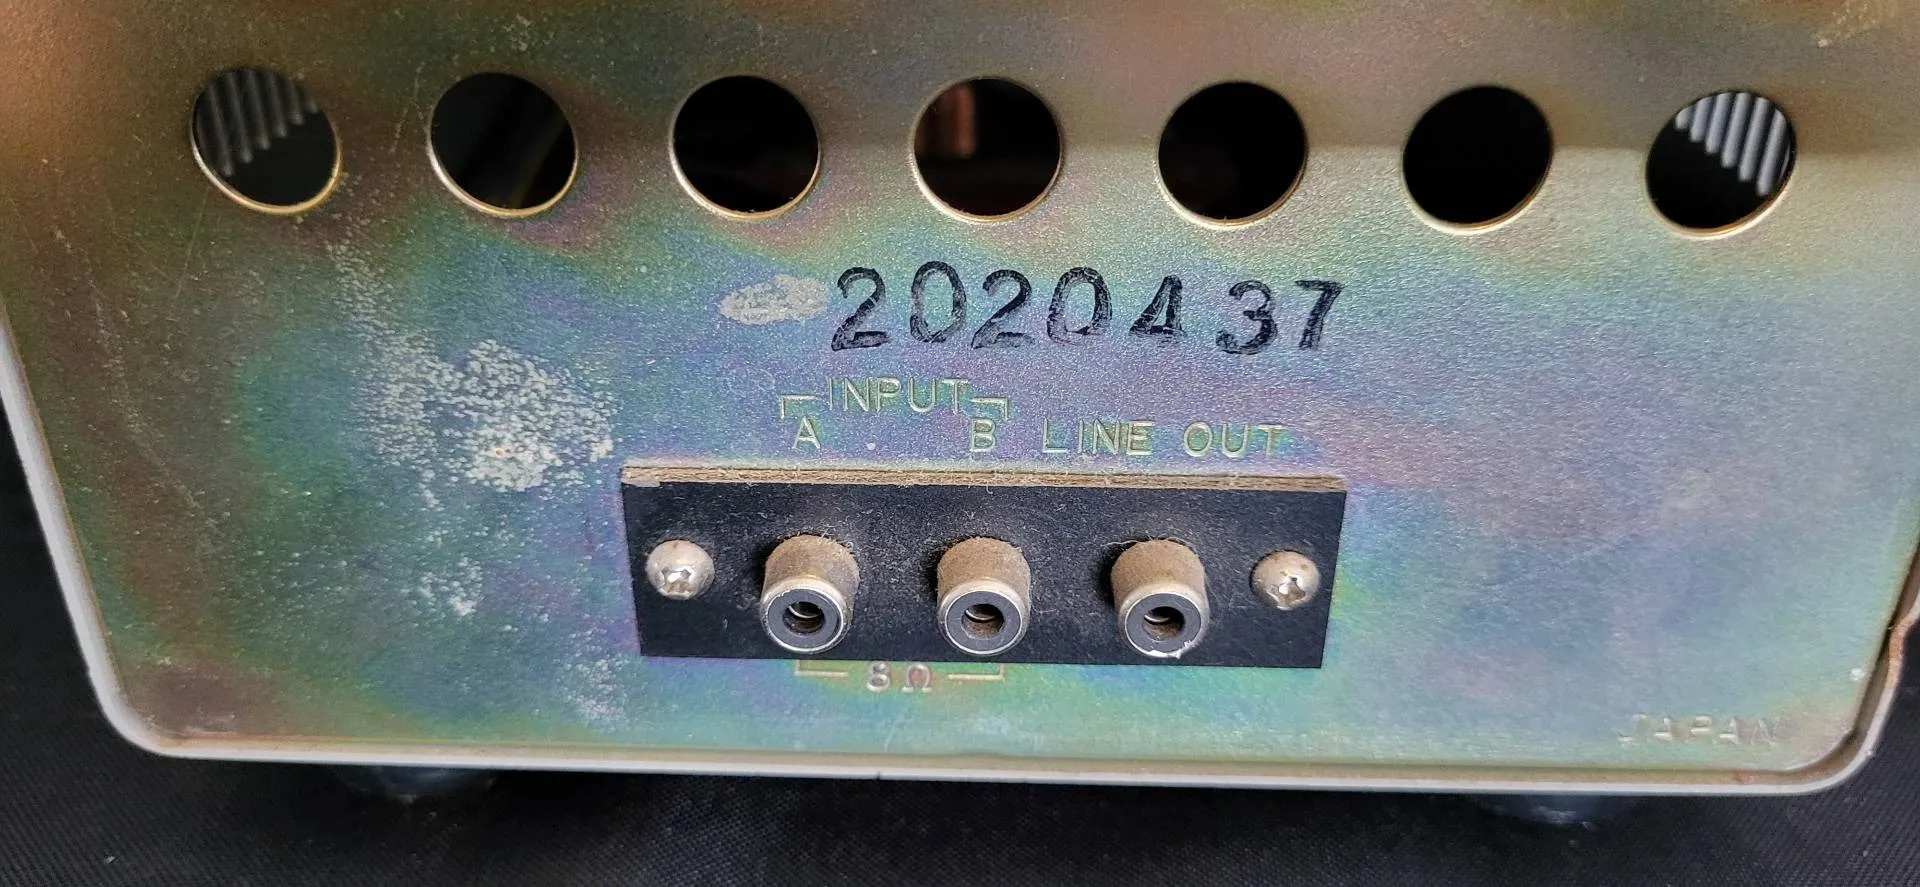 2020437
INPUT
A B LINE OUT
8Ω
JAPAN